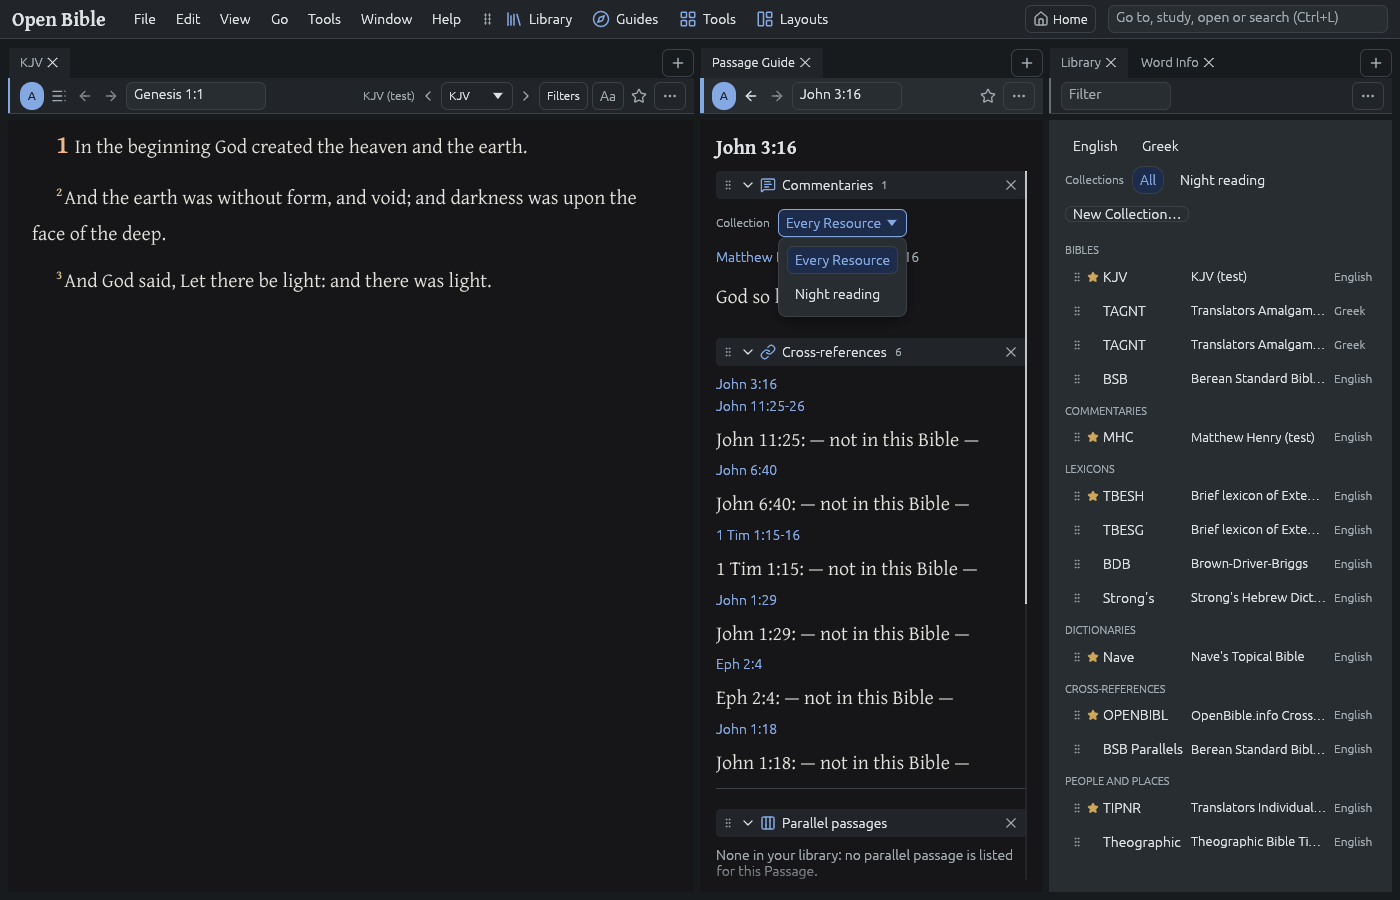 Open Bible File Edit View Go Tools Window Help Library Guides Tools Layouts Home Go to, study, open or search (Ctrl+L)
KJV
A Genesis 1:1 KJV (test) KJV Filters Aa
1 In the beginning God created the heaven and the earth.
2 And the earth was without form, and void; and darkness was upon the
face of the deep.
3 And God said, Let there be light: and there was light.
Passage Guide
A John 3:16
John 3:16
Commentaries 1
Collection Every Resource
Every Resource
Night reading
Matthew 16
God so
Cross-references 6
John 3:16
John 11:25-26
John 11:25: — not in this Bible —
John 6:40
John 6:40: — not in this Bible —
1 Tim 1:15-16
1 Tim 1:15: — not in this Bible —
John 1:29
John 1:29: — not in this Bible —
Eph 2:4
Eph 2:4: — not in this Bible —
John 1:18
John 1:18: — not in this Bible —
Parallel passages
None in your library: no parallel passage is listed
for this Passage.
Library Word Info
Filter
English Greek
Collections All Night reading
New Collection...
BIBLES
KJV KJV (test) English
TAGNT Translators Amalgam... Greek
TAGNT Translators Amalgam... Greek
BSB Berean Standard Bibl... English
COMMENTARIES
MHC Matthew Henry (test) English
LEXICONS
TBESH Brief lexicon of Exte... English
TBESG Brief lexicon of Exte... English
BDB Brown-Driver-Briggs English
Strong's Strong's Hebrew Dict... English
DICTIONARIES
Nave Nave's Topical Bible English
CROSS-REFERENCES
OPENBIBL OpenBible.info Cross... English
BSB Parallels Berean Standard Bibl... English
PEOPLE AND PLACES
TIPNR Translators Individual... English
Theographic Theographic Bible Ti... English